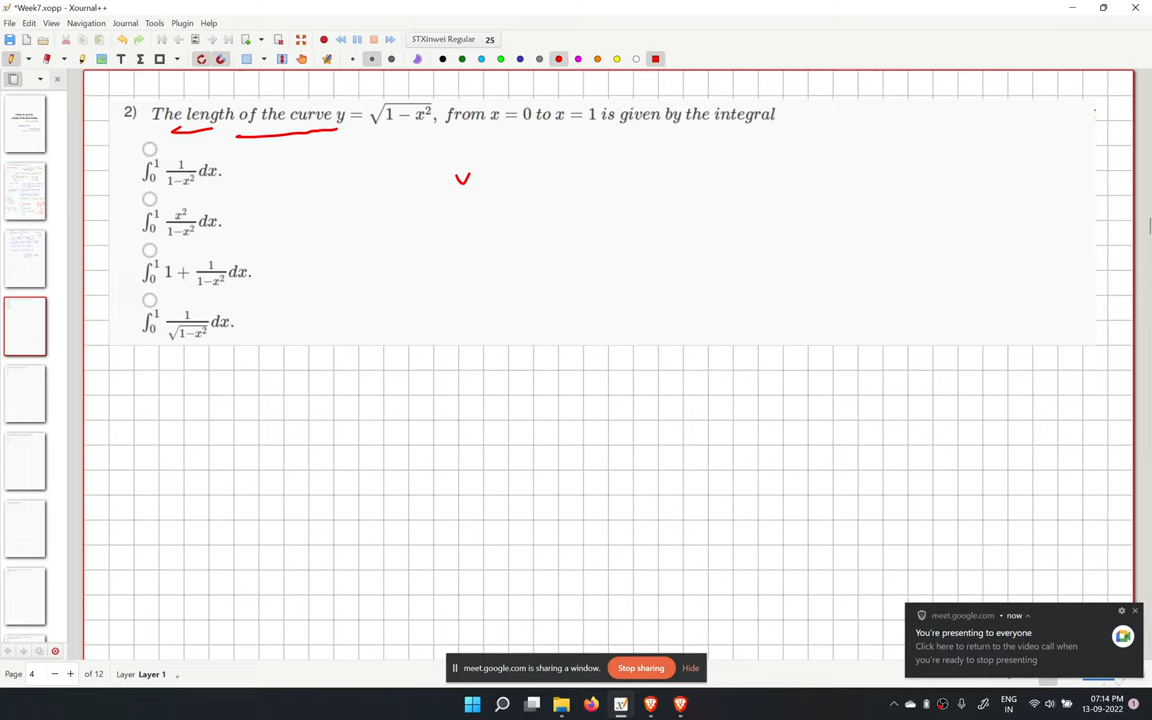 *Week7.xopp - Xournal++
File Edit View Navigation Journal Tools Plugin Help
STXinwei Regular 25
2) The length of the curve y = √(1 − x²), from x = 0 to x = 1 is given by the integral
∫₀¹ 1/(1−x²) dx.
∫₀¹ x²/(1−x²) dx.
∫₀¹ 1 + 1/(1−x²) dx.
∫₀¹ 1/√(1−x²) dx.
meet.google.com • now
You're presenting to everyone
Click here to return to the video call when
you're ready to stop presenting
meet.google.com is sharing a window. Stop sharing Hide
Page 4 of 12 Layer Layer 1
ENG
IN
07:14 PM
13-09-2022